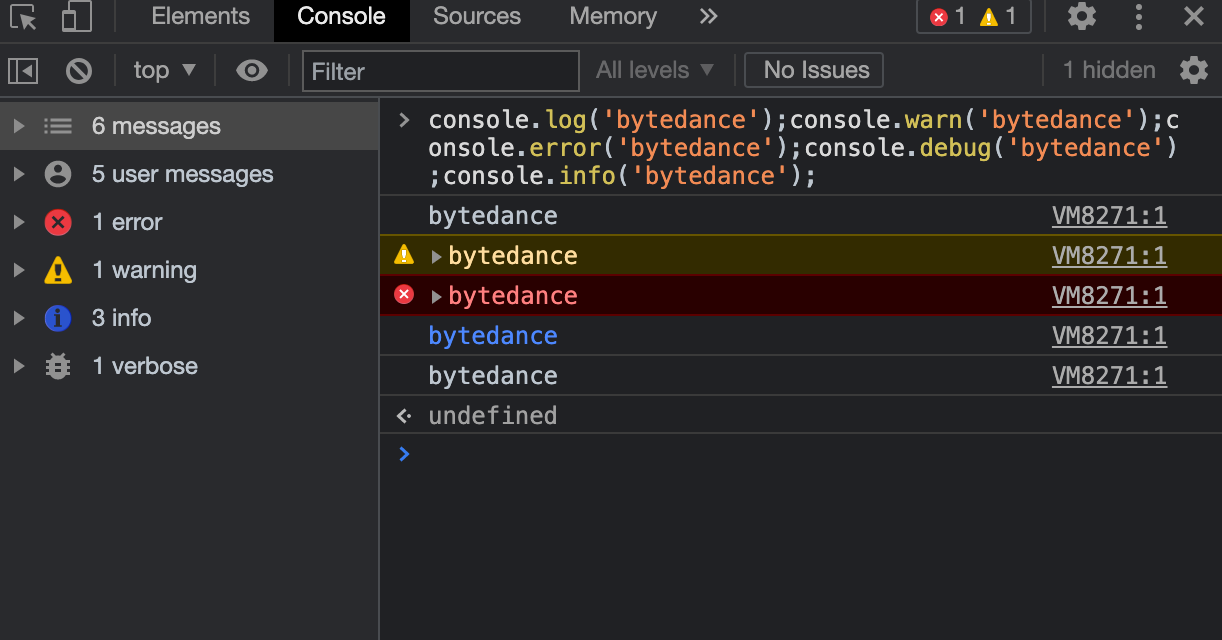 Elements Console Sources Memory 1 1
top Filter All levels No Issues 1 hidden
6 messages
5 user messages
1 error
1 warning
3 info
1 verbose
console.log('bytedance');console.warn('bytedance');c
onsole.error('bytedance');console.debug('bytedance')
;console.info('bytedance');
bytedance VM8271:1
bytedance VM8271:1
bytedance VM8271:1
bytedance VM8271:1
bytedance VM8271:1
undefined